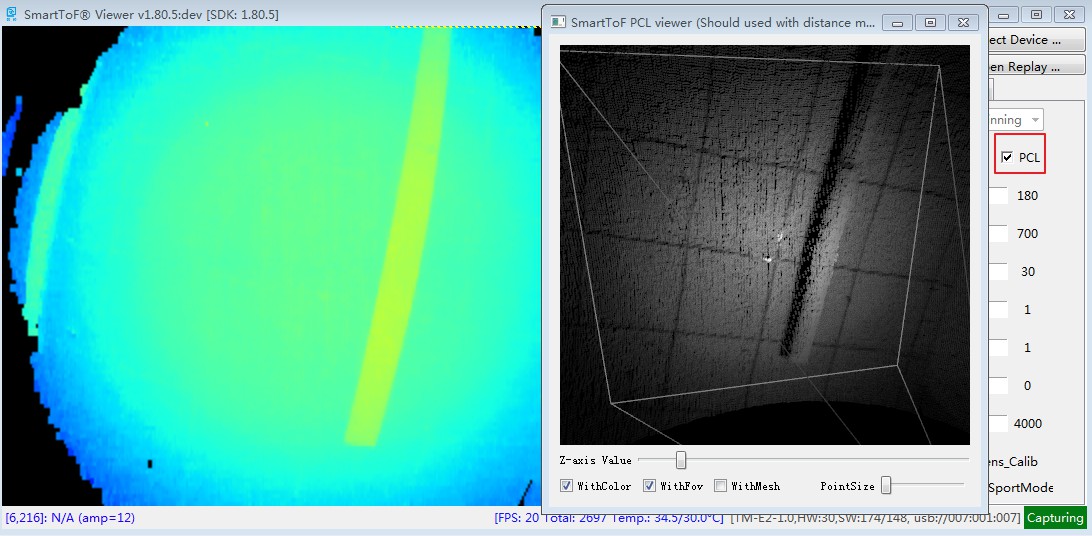 SmartToF® Viewer v1.80.5:dev [SDK: 1.80.5]
SmartToF PCL viewer (Should used with distance m...
ect Device ...
en Replay ...
nning
PCL
180
700
30
1
1
0
4000
ens_Calib
SportMode
Z-axis Value
WithColor WithFov WithMesh PointSize
[6,216]: N/A (amp=12) [FPS: 20 Total: 2697 Temp.: 34.5/30.0°C] [TM-E2-1.0,HW:30,SW:174/148, usb://007:001:007] Capturing